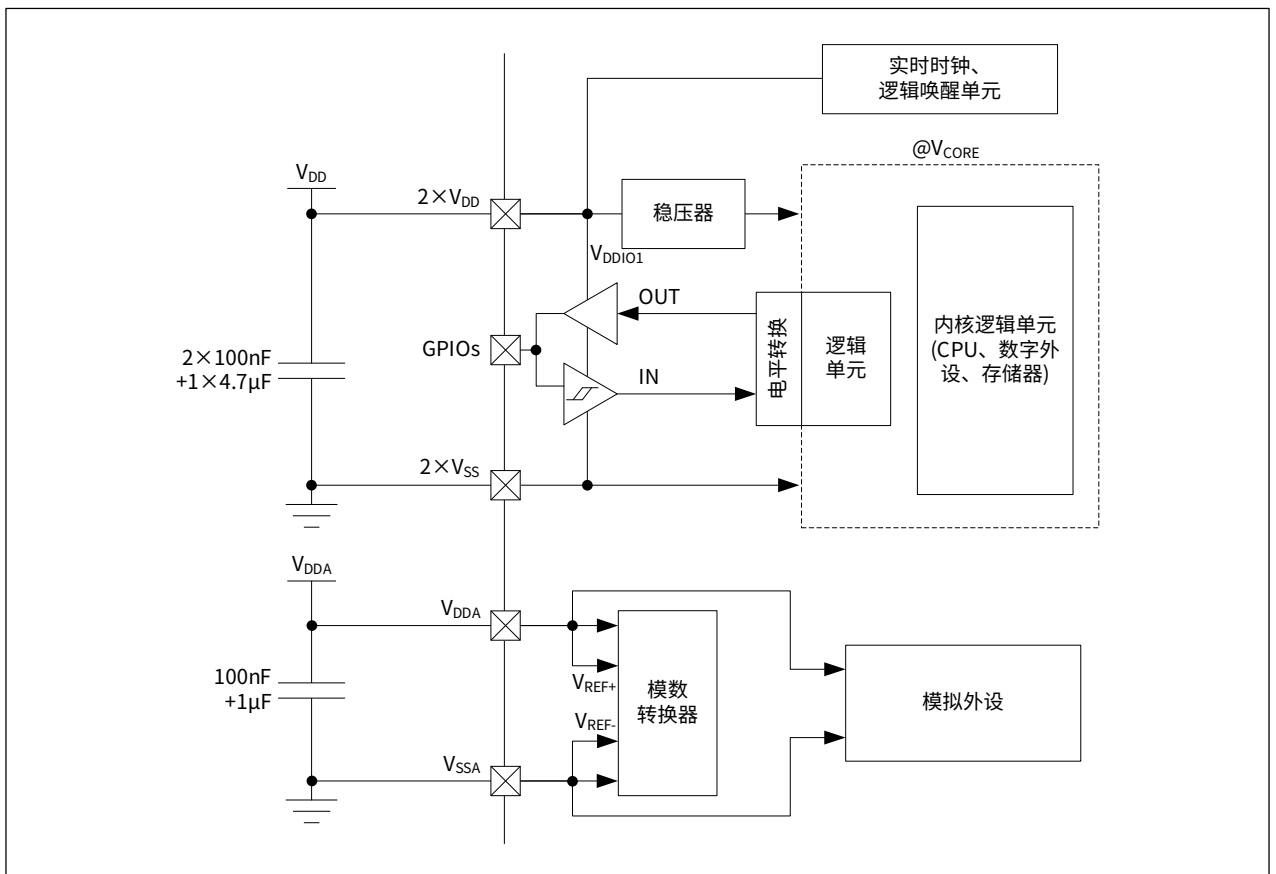 实时时钟、
逻辑唤醒单元
@VCORE
VDD
2×VDD
稳压器
VDDIO1
OUT
GPIOs
2×100nF
+1×4.7μF
IN
电平转换
逻辑
单元
内核逻辑单元
(CPU、数字外
设、存储器)
2×VSS
VDDA
VDDA
100nF
+1μF
VREF+
模数
转换器
VREF-
模拟外设
VSSA